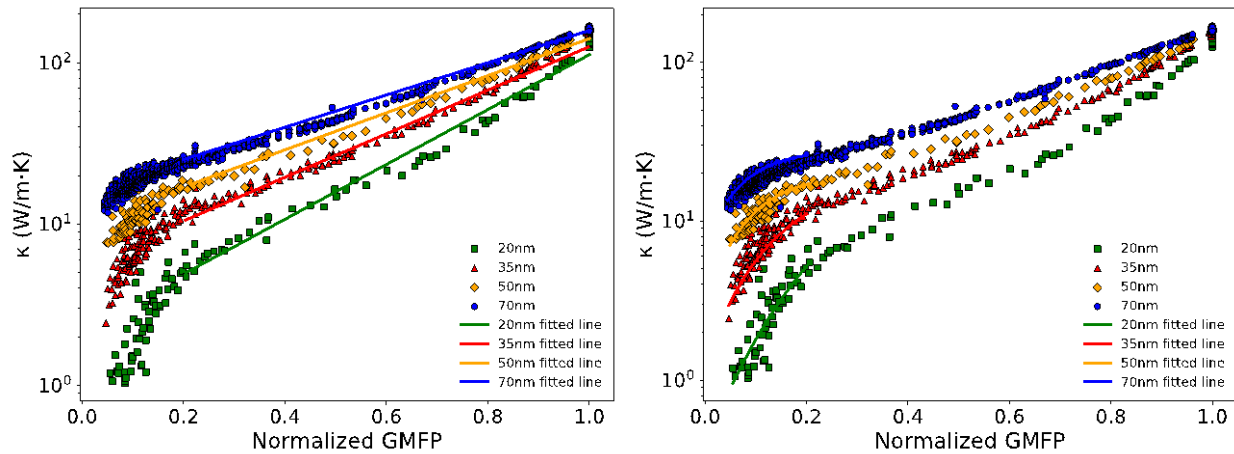 10²
10¹
10⁰
κ (W/m·K)
20nm
35nm
50nm
70nm
20nm fitted line
35nm fitted line
50nm fitted line
70nm fitted line
0.0 0.2 0.4 0.6 0.8 1.0
Normalized GMFP
10²
10¹
10⁰
κ (W/m·K)
20nm
35nm
50nm
70nm
20nm fitted line
35nm fitted line
50nm fitted line
70nm fitted line
0.0 0.2 0.4 0.6 0.8 1.0
Normalized GMFP